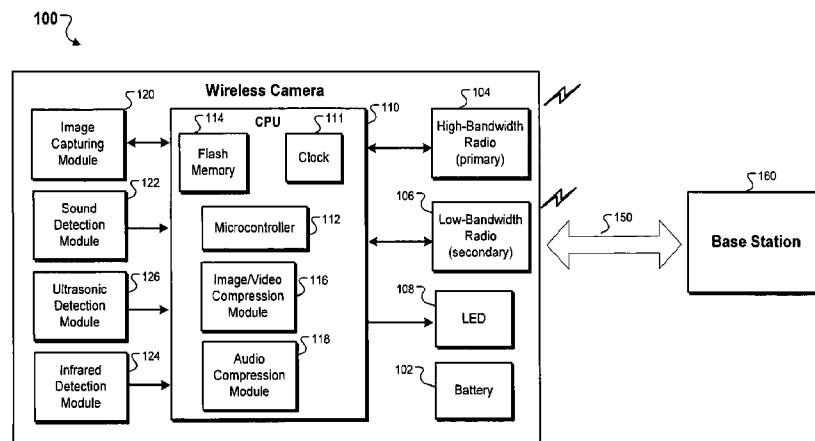 100
Wireless Camera
120
Image
Capturing
Module
122
Sound
Detection
Module
126
Ultrasonic
Detection
Module
124
Infrared
Detection
Module
110
CPU
114
Flash
Memory
111
Clock
Microcontroller
112
Image/Video
Compression
Module
116
118
Audio
Compression
Module
104
High-Bandwidth
Radio
(primary)
106
Low-Bandwidth
Radio
(secondary)
108
LED
102
Battery
150
160
Base Station